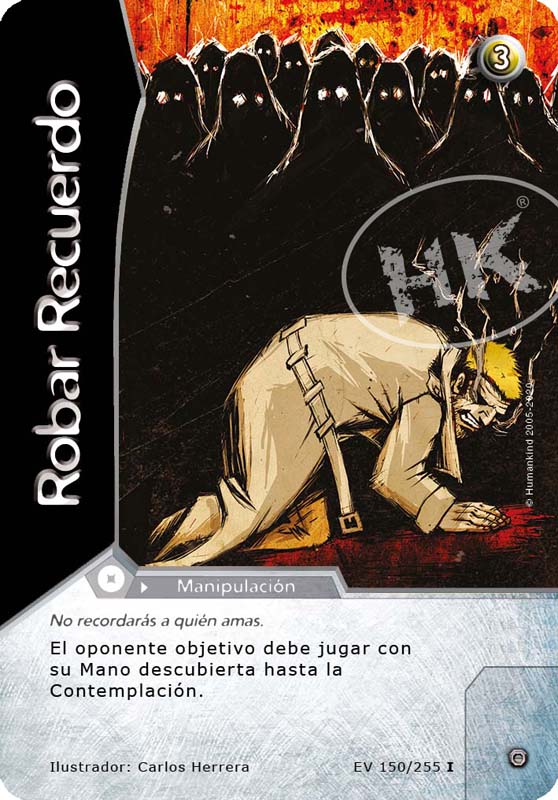 3
Robar Recuerdo
HK®
© Humankind 2005-2020
Manipulación
No recordarás a quién amas.
El oponente objetivo debe jugar con
su Mano descubierta hasta la
Contemplación.
Ilustrador: Carlos Herrera
EV 150/255 I